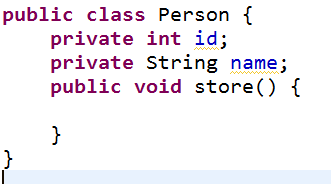 public class Person {
    private int id;
    private String name;
    public void store() {

    }
}